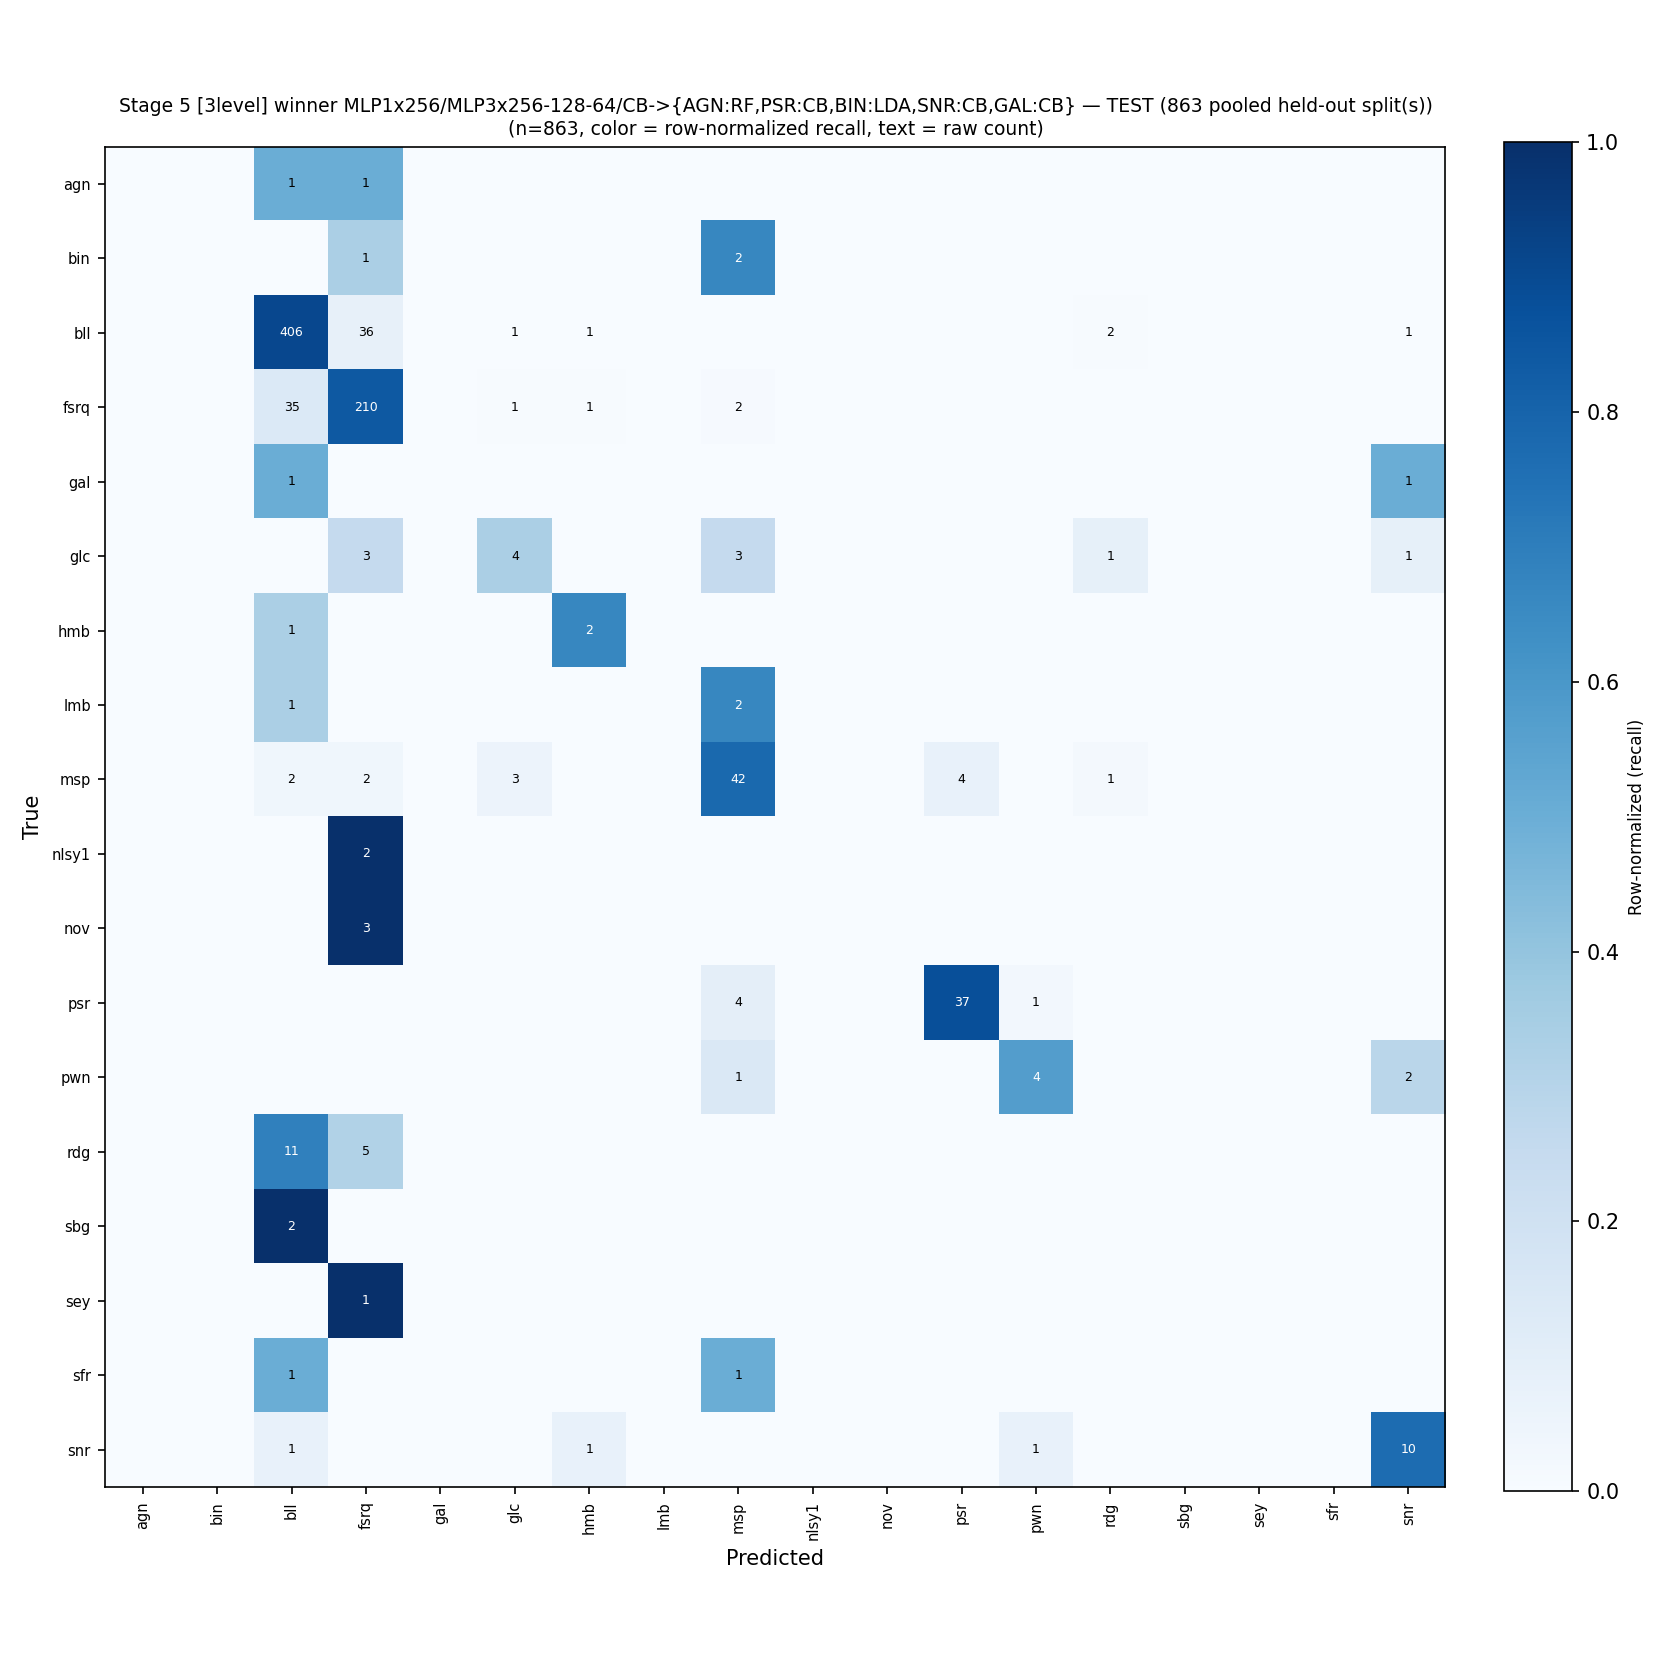 Stage 5 [3level] winner MLP1x256/MLP3x256-128-64/CB->{AGN:RF,PSR:CB,BIN:LDA,SNR:CB,GAL:CB} — TEST (863 pooled held-out split(s))
(n=863, color = row-normalized recall, text = raw count)
agn 1 1
bin 1 2
bll 406 36 1 1 2 1
fsrq 35 210 1 1 2
gal 1 1
glc 3 4 3 1 1
hmb 1 2
lmb 1 2
msp 2 2 3 42 4 1
nlsy1 2
nov 3
psr 4 37 1
pwn 1 4 2
rdg 11 5
sbg 2
sey 1
sfr 1 1
snr 1 1 1 10
True
agn bin bll fsrq gal glc hmb lmb msp nlsy1 nov psr pwn rdg sbg sey sfr snr
Predicted
1.0
0.8
0.6
0.4
0.2
0.0
Row-normalized (recall)